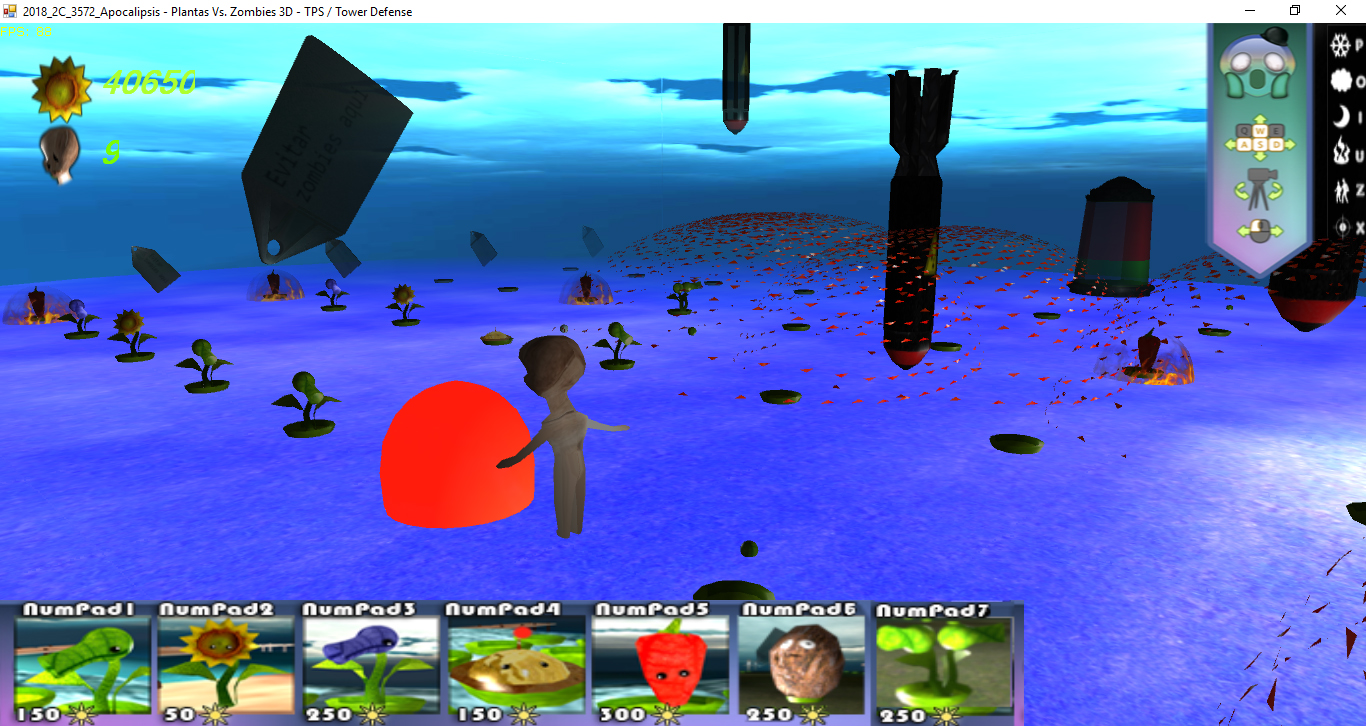 2018_2C_3572_Apocalipsis - Plantas Vs. Zombies 3D - TPS / Tower Defense
40650
9
Evitar
zombies aquí
Q W E
A S D
P
O
I
U
Z
X
NumPad1 NumPad2 NumPad3 NumPad4 NumPad5 NumPad6 NumPad7
150 50 250 150 300 250 250